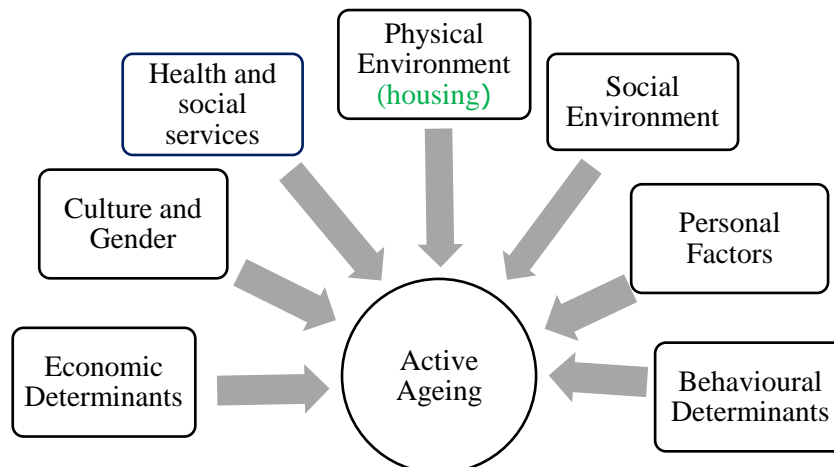 Physical
Environment
(housing)
Health and
social
services
Social
Environment
Culture and
Gender
Personal
Factors
Economic
Determinants
Active
Ageing
Behavioural
Determinants